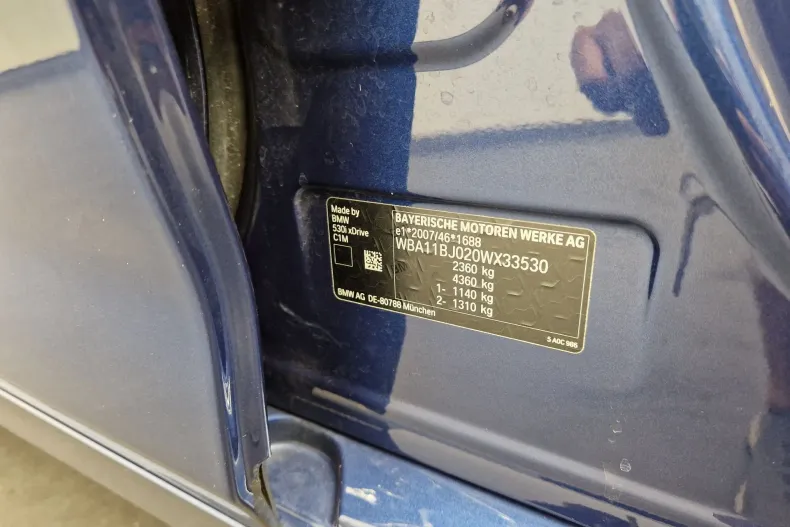 Made by
BMW
530i xDrive
C1M
BAYERISCHE MOTOREN WERKE AG
e1*2007/46*1688
WBA11BJ020WX33530
2360 kg
4360 kg
1- 1140 kg
2- 1310 kg
BMW AG DE-80788 München
5 A0C 985